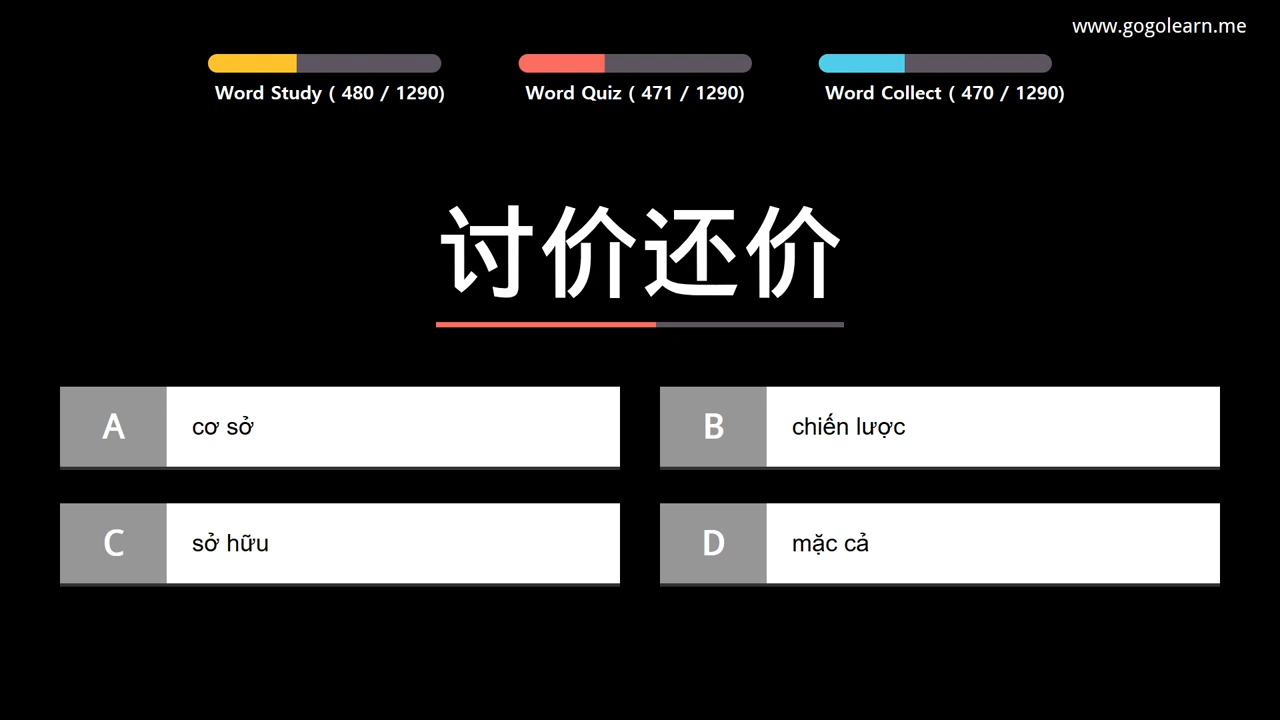 www.gogolearn.me
Word Study ( 480 / 1290)
Word Quiz ( 471 / 1290)
Word Collect ( 470 / 1290)
讨价还价
A cơ sở
B chiến lược
C sở hữu
D mặc cả